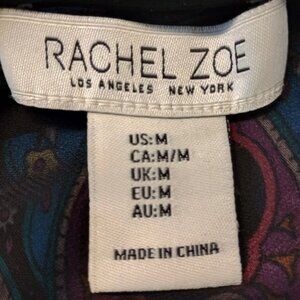 RACHEL ZOE
LOS ANGELES NEW YORK
US:M
CA:M/M
UK:M
EU:M
AU:M
MADE IN CHINA